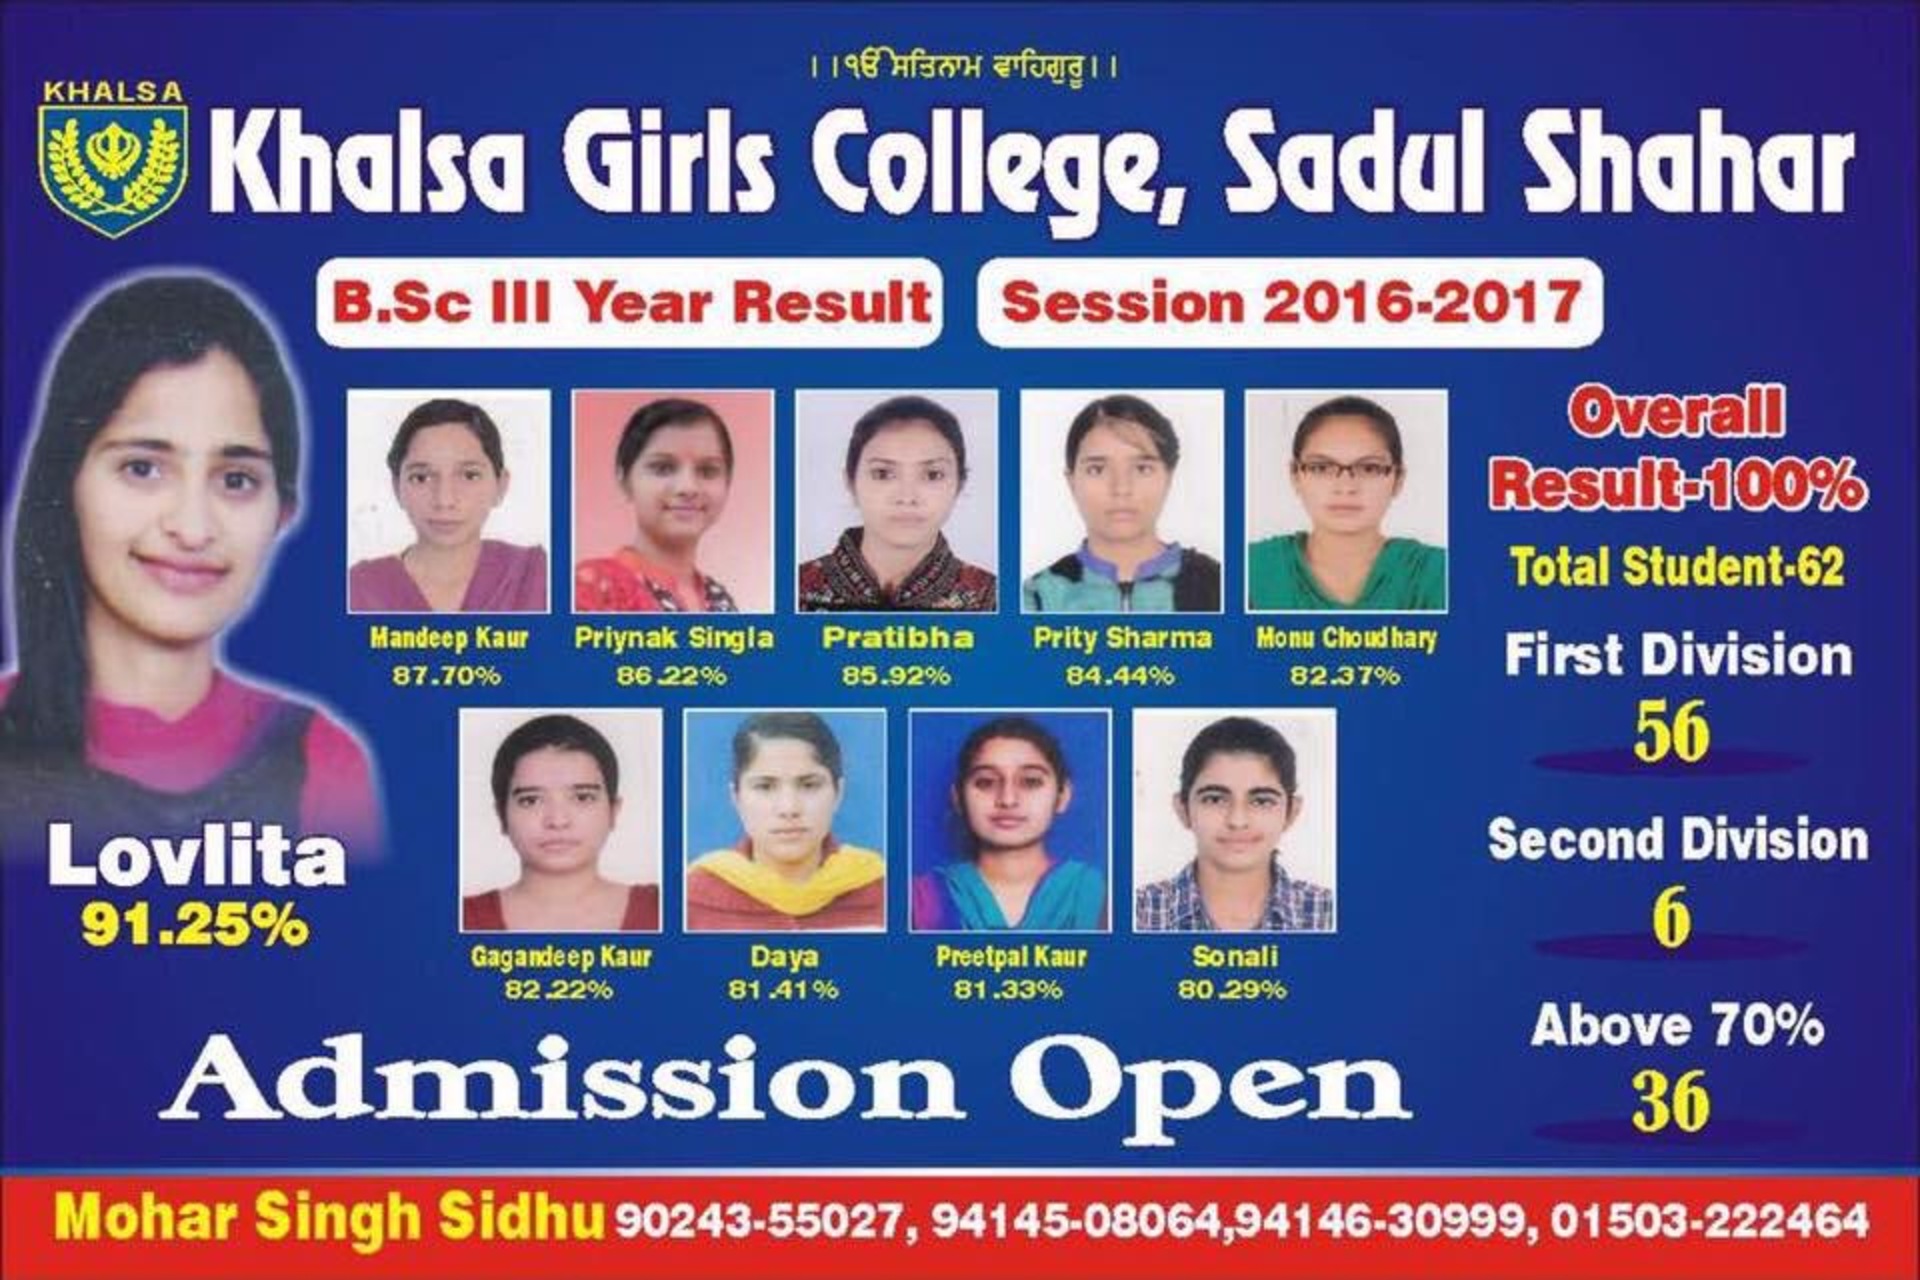 ।।ੴ ਸਤਿਨਾਮ ਵਾਹਿਗੁਰੂ।।
KHALSA
Khalsa Girls College, Sadul Shahar
B.Sc III Year Result
Session 2016-2017
Overall
Result-100%
Total Student-62
First Division
56
Second Division
6
Above 70%
36
Mandeep Kaur
87.70%
Priynak Singla
86.22%
Pratibha
85.92%
Prity Sharma
84.44%
Monu Choudhary
82.37%
Lovlita
91.25%
Gagandeep Kaur
82.22%
Daya
81.41%
Preetpal Kaur
81.33%
Sonali
80.29%
Admission Open
Mohar Singh Sidhu 90243-55027, 94145-08064,94146-30999, 01503-222464